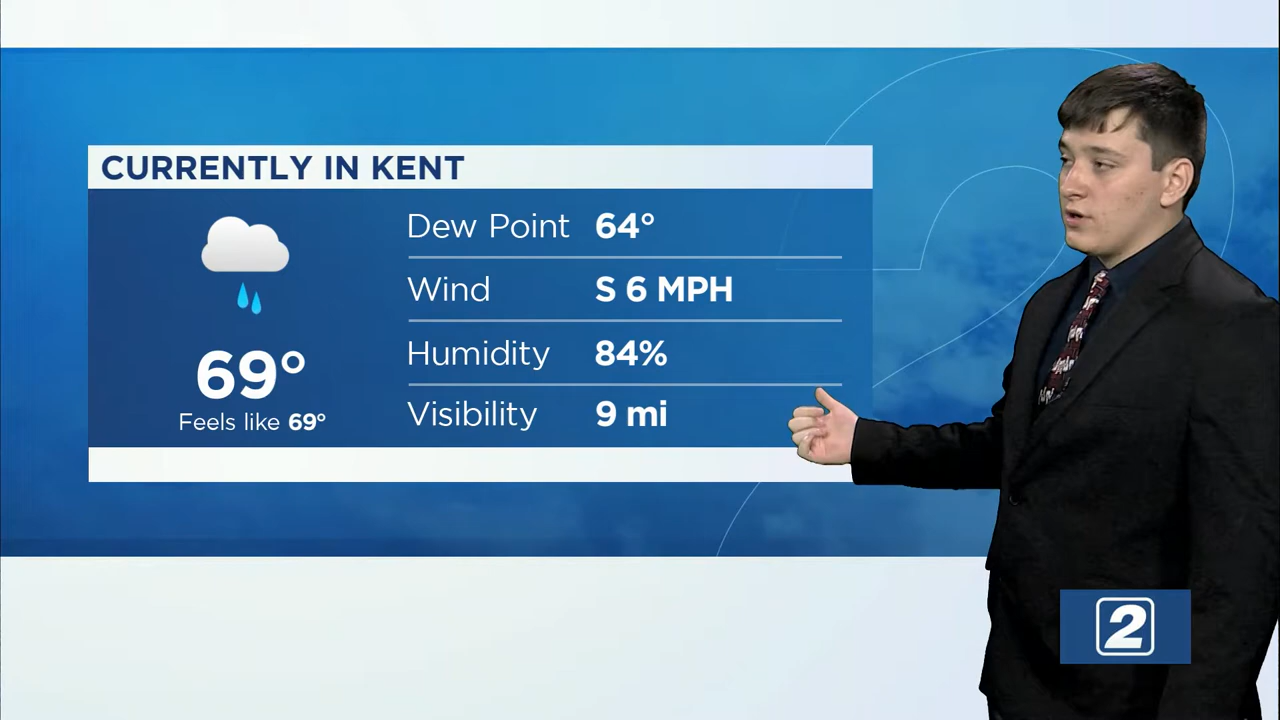 CURRENTLY IN KENT
69°
Feels like 69°
Dew Point 64°
Wind S 6 MPH
Humidity 84%
Visibility 9 mi
2